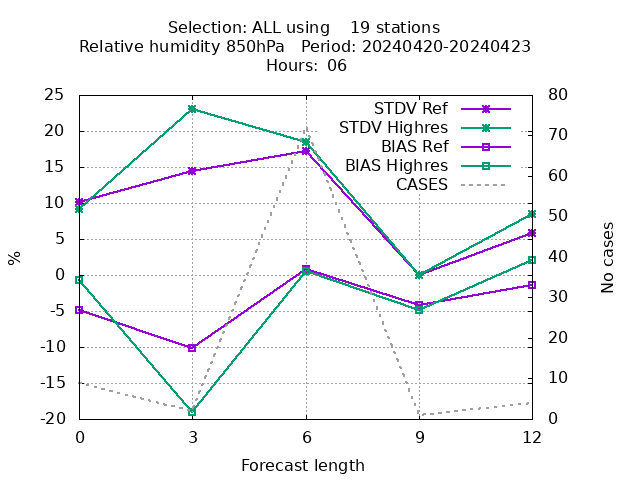 Selection: ALL using    19 stations
Relative humidity 850hPa   Period: 20240420-20240423
Hours: 06
25
20
15
10
5
0
-5
-10
-15
-20
%
STDV Ref
STDV Highres
BIAS Ref
BIAS Highres
CASES
80
70
60
50
40
30
20
10
0
No cases
0 3 6 9 12
Forecast length